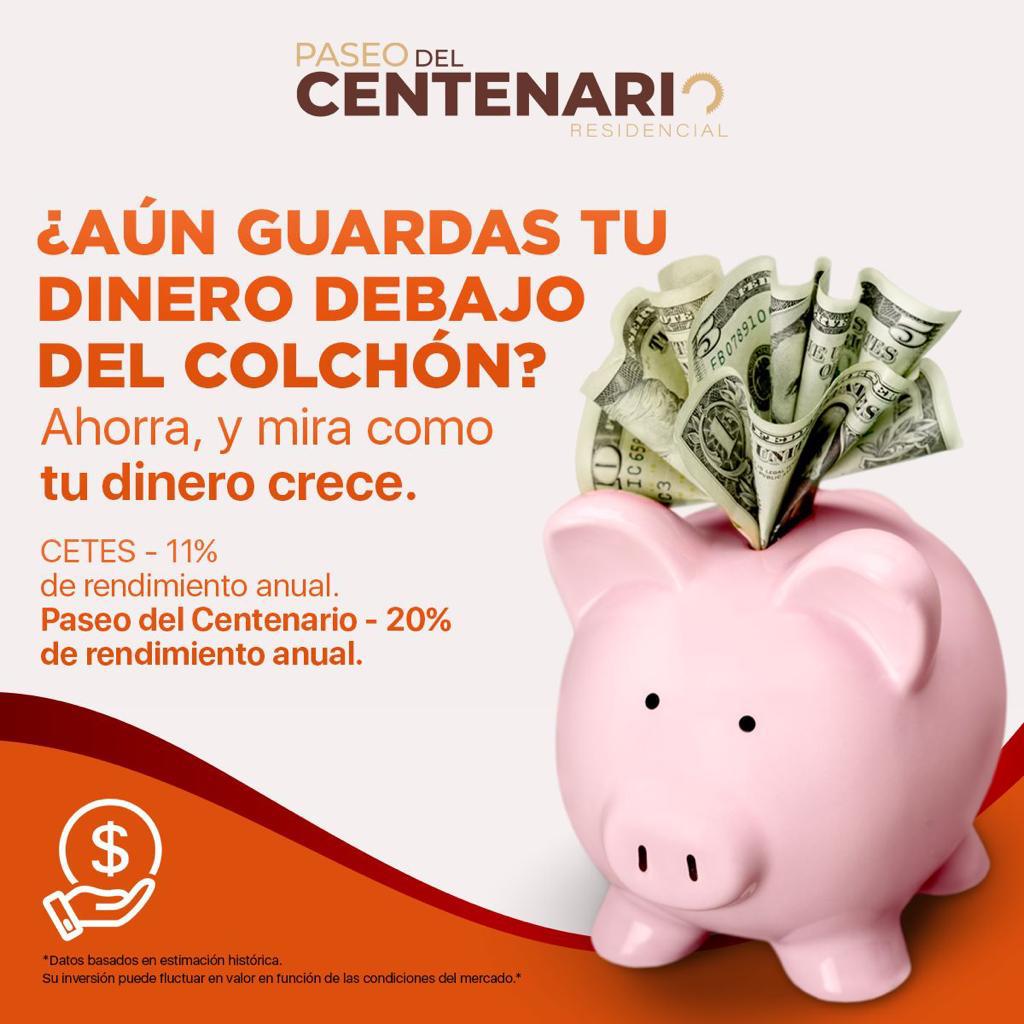 PASEO DEL
CENTENARIO
RESIDENCIAL
¿AÚN GUARDAS TU
DINERO DEBAJO
DEL COLCHÓN?
Ahorra, y mira como
tu dinero crece.
CETES - 11%
de rendimiento anual.
Paseo del Centenario - 20%
de rendimiento anual.
$
*Datos basados en estimación histórica.
Su inversión puede fluctuar en valor en función de las condiciones del mercado.*